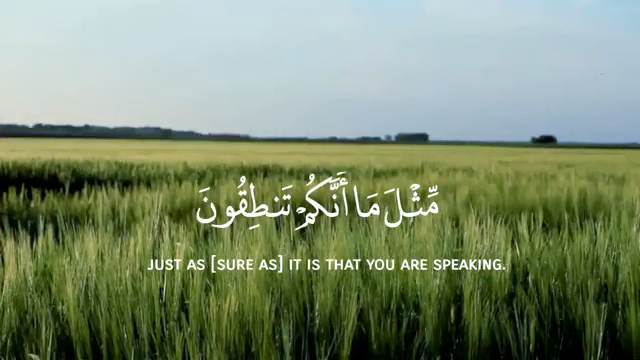 مِّثْلَ مَا أَنَّكُمْ تَنطِقُونَ
JUST AS [SURE AS] IT IS THAT YOU ARE SPEAKING.